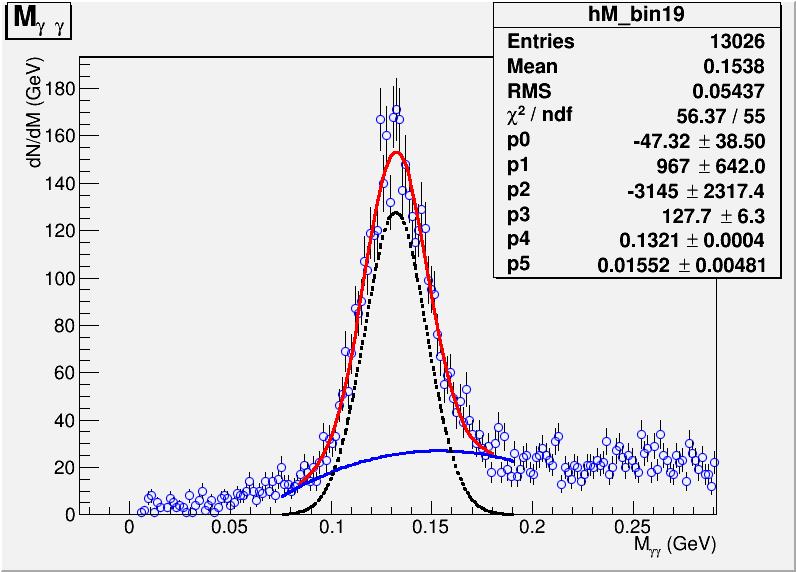 Mγ γ
hM_bin19
Entries 13026
Mean 0.1538
RMS 0.05437
χ² / ndf 56.37 / 55
p0 -47.32 ± 38.50
p1 967 ± 642.0
p2 -3145 ± 2317.4
p3 127.7 ± 6.3
p4 0.1321 ± 0.0004
p5 0.01552 ± 0.00481
dN/dM (GeV)
180
160
140
120
100
80
60
40
20
0
0 0.05 0.1 0.15 0.2 0.25
Mγγ (GeV)